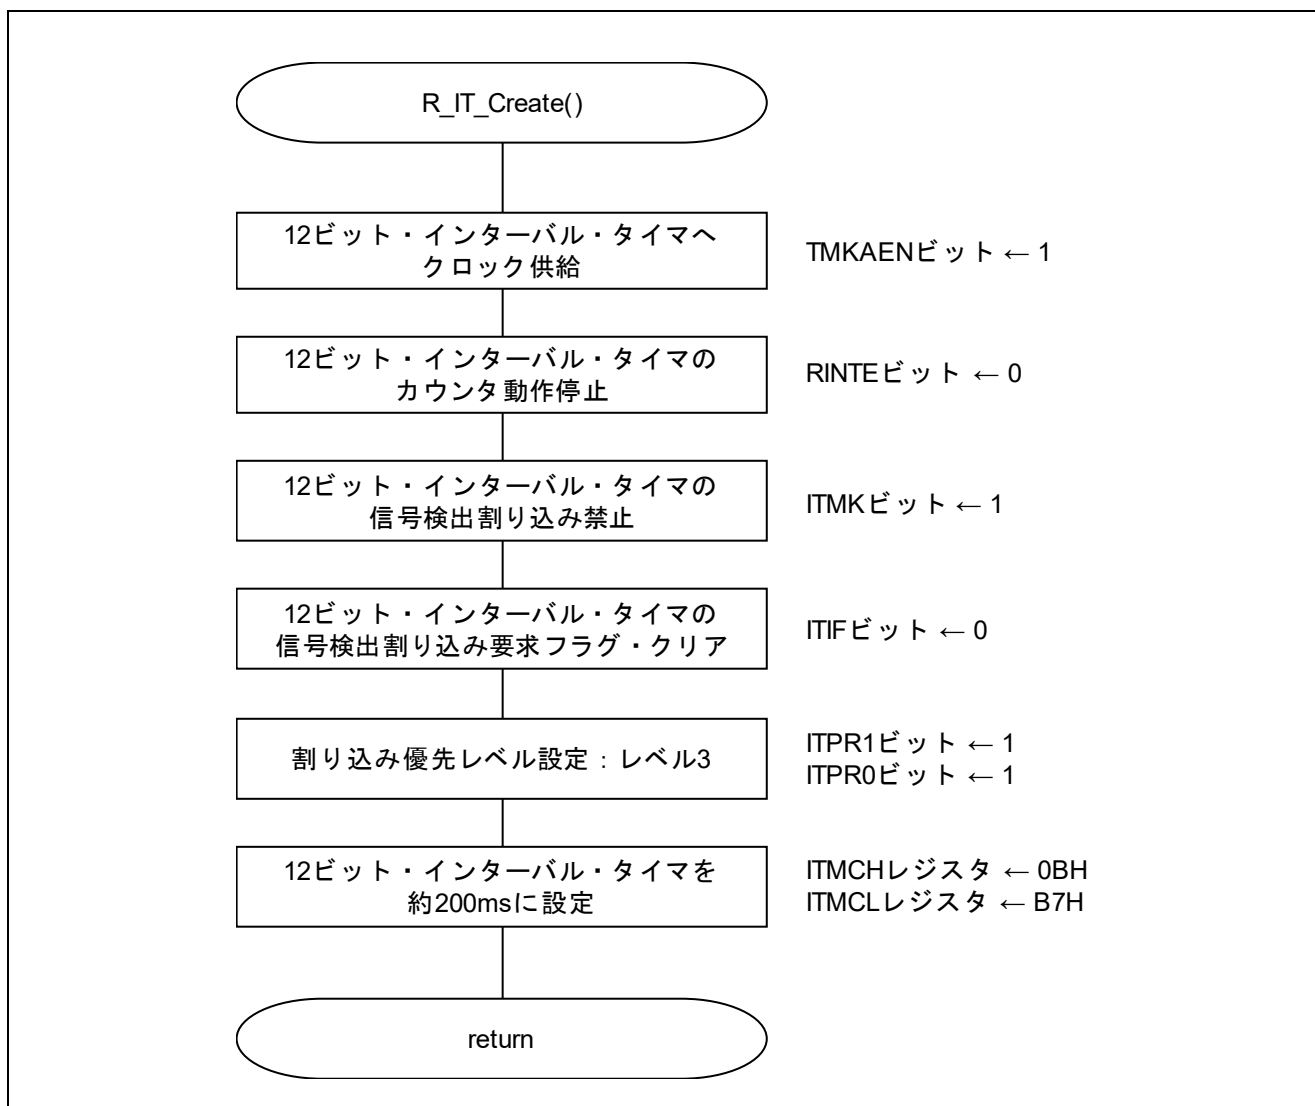 R_IT_Create()
12ビット・インターバル・タイマへ
クロック供給
TMKAENビット ← 1
12ビット・インターバル・タイマの
カウンタ動作停止
RINTEビット ← 0
12ビット・インターバル・タイマの
信号検出割り込み禁止
ITMKビット ← 1
12ビット・インターバル・タイマの
信号検出割り込み要求フラグ・クリア
ITIFビット ← 0
割り込み優先レベル設定：レベル3
ITPR1ビット ← 1
ITPR0ビット ← 1
12ビット・インターバル・タイマを
約200msに設定
ITMCHレジスタ ← 0BH
ITMCLレジスタ ← B7H
return